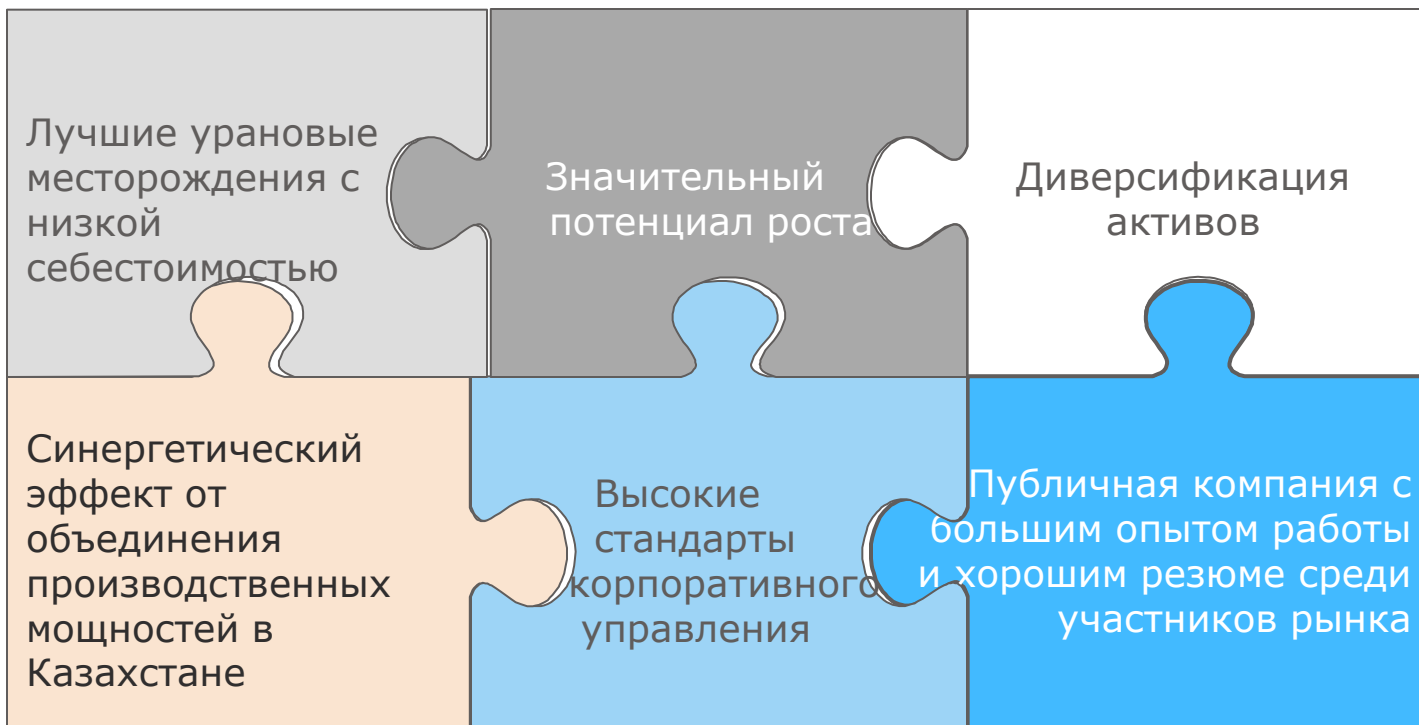 Лучшие урановые
месторождения с
низкой
себестоимостью
Значительный
потенциал роста
Диверсификация
активов
Синергетический
эффект от
объединения
производственных
мощностей в
Казахстане
Высокие
стандарты
корпоративного
управления
Публичная компания с
большим опытом работы
и хорошим резюме среди
участников рынка